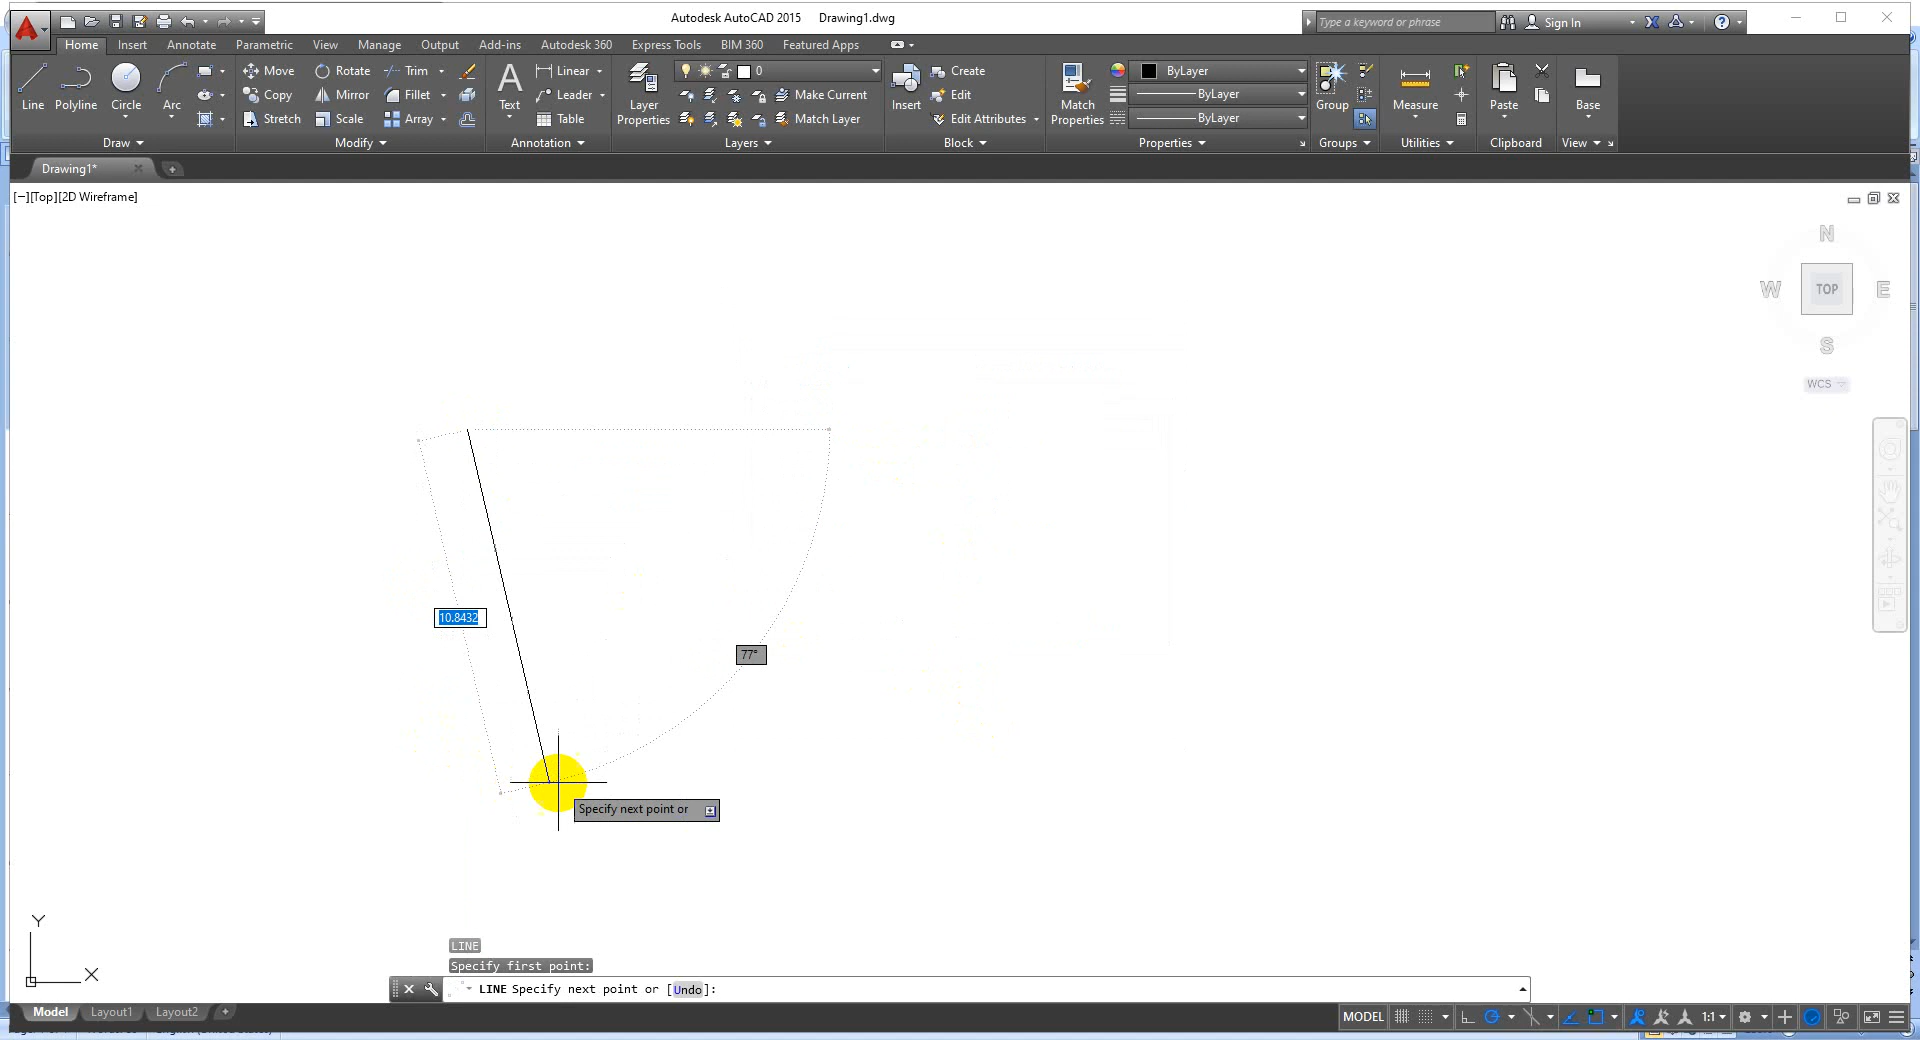 Autodesk AutoCAD 2015 Drawing1.dwg
Type a keyword or phrase
Sign In
Home Insert Annotate Parametric View Manage Output Add-ins Autodesk 360 Express Tools BIM 360 Featured Apps
Line Polyline Circle Arc
Move Rotate Trim
Copy Mirror Fillet
Stretch Scale Array
Text
Linear
Leader
Table
Layer Properties
0
Make Current
Match Layer
Insert
Create
Edit
Edit Attributes
Match Properties
ByLayer
ByLayer
ByLayer
Group
Measure
Paste
Base
Draw Modify Annotation Layers Block Properties Groups Utilities Clipboard View
Drawing1*
[−][Top][2D Wireframe]
N
W TOP E
S
WCS
10.8432
77°
Specify next point or
Y
X
LINE
Specify first point:
LINE Specify next point or [Undo]:
Model Layout1 Layout2
MODEL 1:1